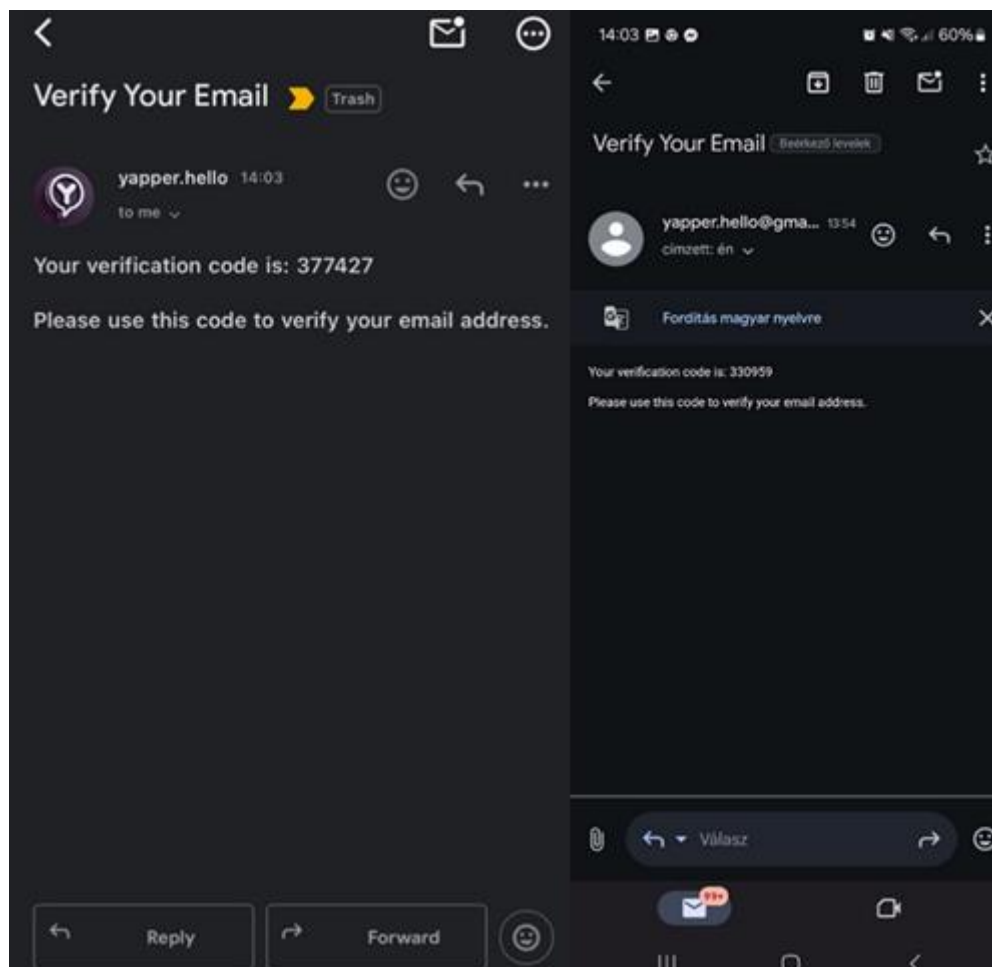 Verify Your Email Trash
yapper.hello 14:03
to me
Your verification code is: 377427
Please use this code to verify your email address.
Reply
Forward
14:03 60%
Verify Your Email Beérkező levelek
yapper.hello@gma... 13:54
címzett: én
Fordítás magyar nyelvre
Your verification code is: 330959
Please use this code to verify your email address.
Válasz
99+